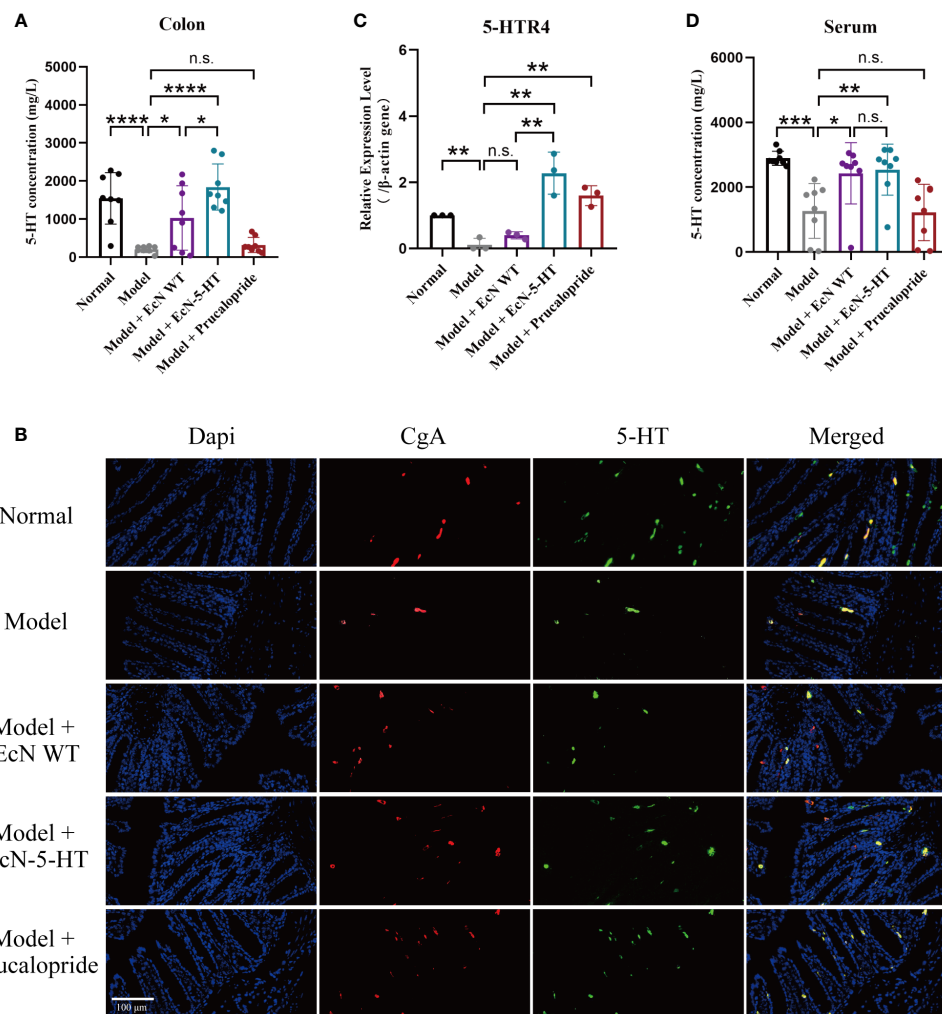 A
Colon
5-HT concentration (mg/L)
5000
4000
3000
2000
1000
0
n.s.
****
**** * *
Normal
Model
Model + EcN WT
Model + EcN-5-HT
Model + Prucalopride
C
5-HTR4
Relative Expression Level
( /β-actin gene)
6
4
2
0
**
**
**
** n.s.
Normal
Model
Model + EcN WT
Model + EcN-5-HT
Model + Prucalopride
D
Serum
5-HT concentration (mg/L)
6000
4000
2000
0
n.s.
**
*** * n.s.
Normal
Model
Model + EcN WT
Model + EcN-5-HT
Model + Prucalopride
B
Dapi CgA 5-HT Merged
Normal
Model
Model +
EcN WT
Model +
cN-5-HT
Model +
ucalopride
100 μm